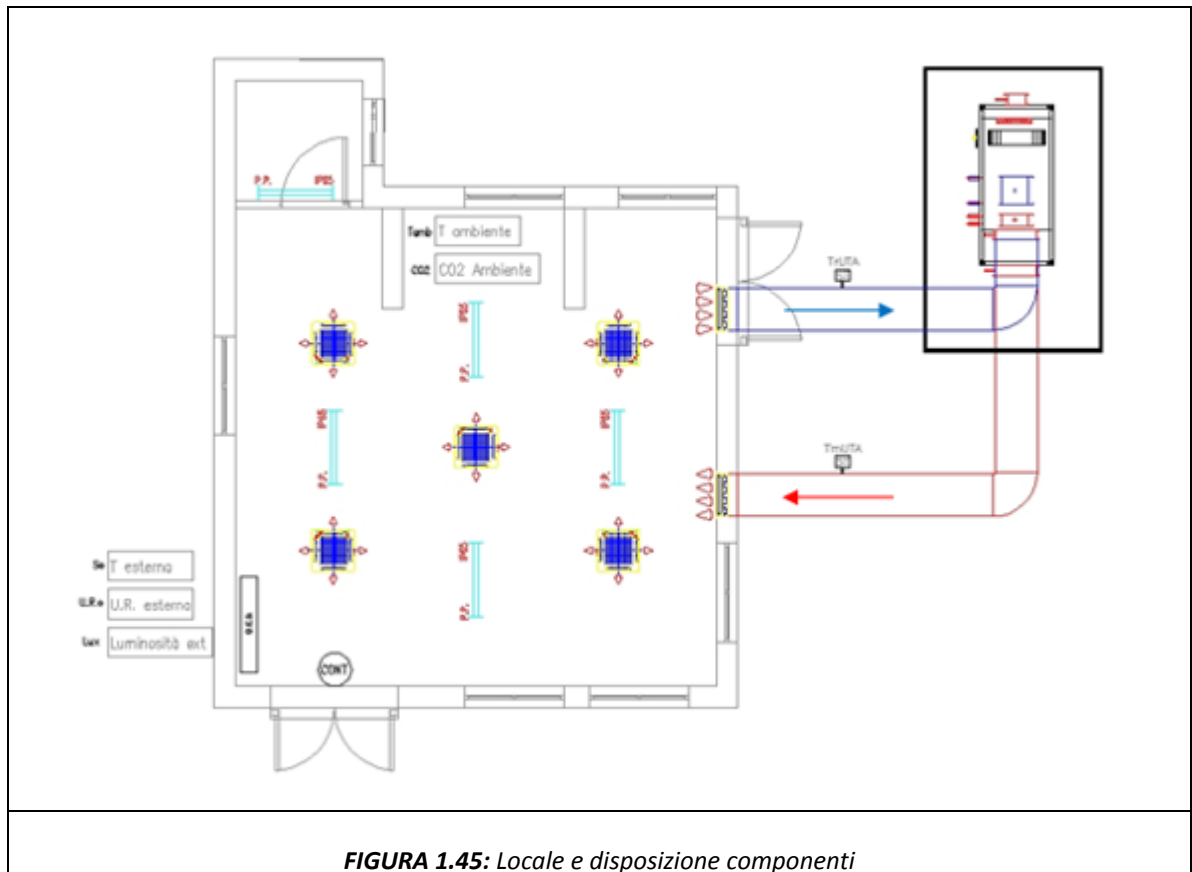 P.P. IP65
Tamb T ambiente
CO2 CO2 Ambiente
TrUTA
IP65
P.P.
IP65
P.P.
IP65
P.P.
TmUTA
IP65
P.P.
Se T esterna
U.R.e U.R. esterna
Lux Luminosità ext
CONT
FIGURA 1.45: Locale e disposizione componenti